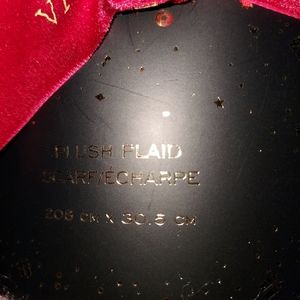 PLUSH PLAID
SCARF/ÉCHARPE
206 CM X 30.5 CM